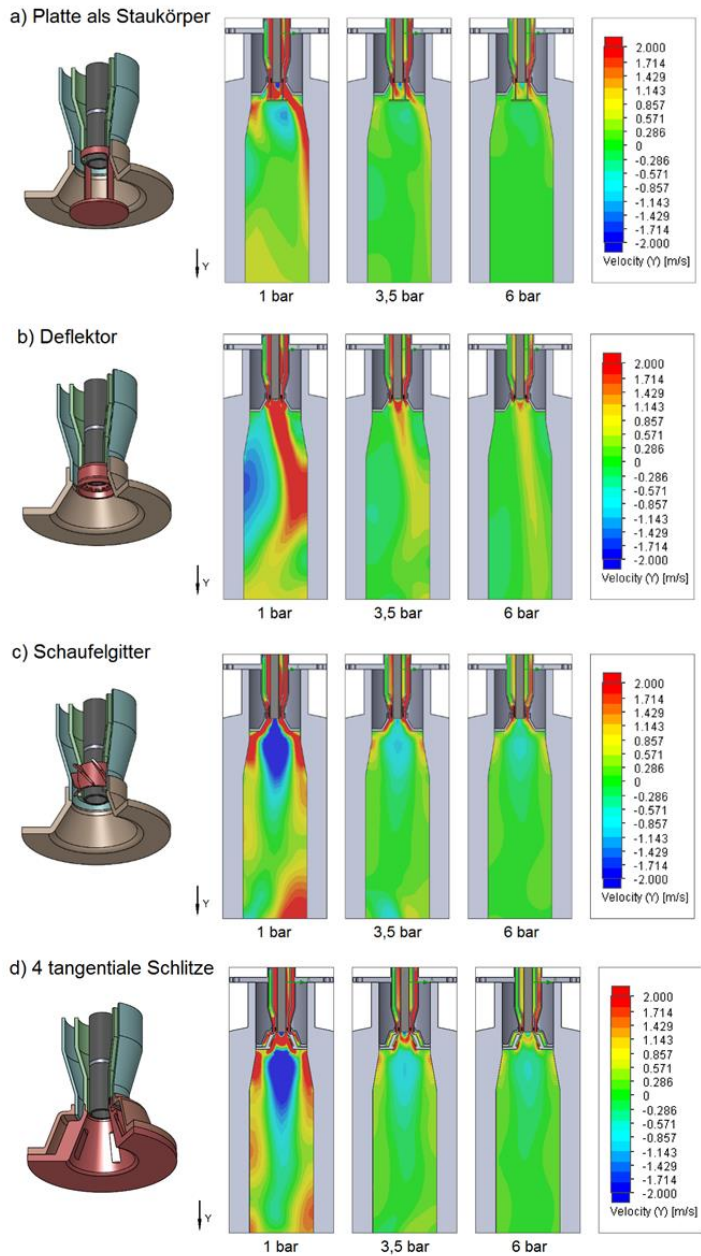 a) Platte als Staukörper
2.000
1.714
1.429
1.143
0.857
0.571
0.286
0
-0.286
-0.571
-0.857
-1.143
-1.429
-1.714
-2.000
Velocity (Y) [m/s]
Y
1 bar
3,5 bar
6 bar
b) Deflektor
2.000
1.714
1.429
1.143
0.857
0.571
0.286
0
-0.286
-0.571
-0.857
-1.143
-1.429
-1.714
-2.000
Velocity (Y) [m/s]
Y
1 bar
3,5 bar
6 bar
c) Schaufelgitter
2.000
1.714
1.429
1.143
0.857
0.571
0.286
0
-0.286
-0.571
-0.857
-1.143
-1.429
-1.714
-2.000
Velocity (Y) [m/s]
Y
1 bar
3,5 bar
6 bar
d) 4 tangentiale Schlitze
2.000
1.714
1.429
1.143
0.857
0.571
0.286
0
-0.286
-0.571
-0.857
-1.143
-1.429
-1.714
-2.000
Velocity (Y) [m/s]
Y
1 bar
3,5 bar
6 bar